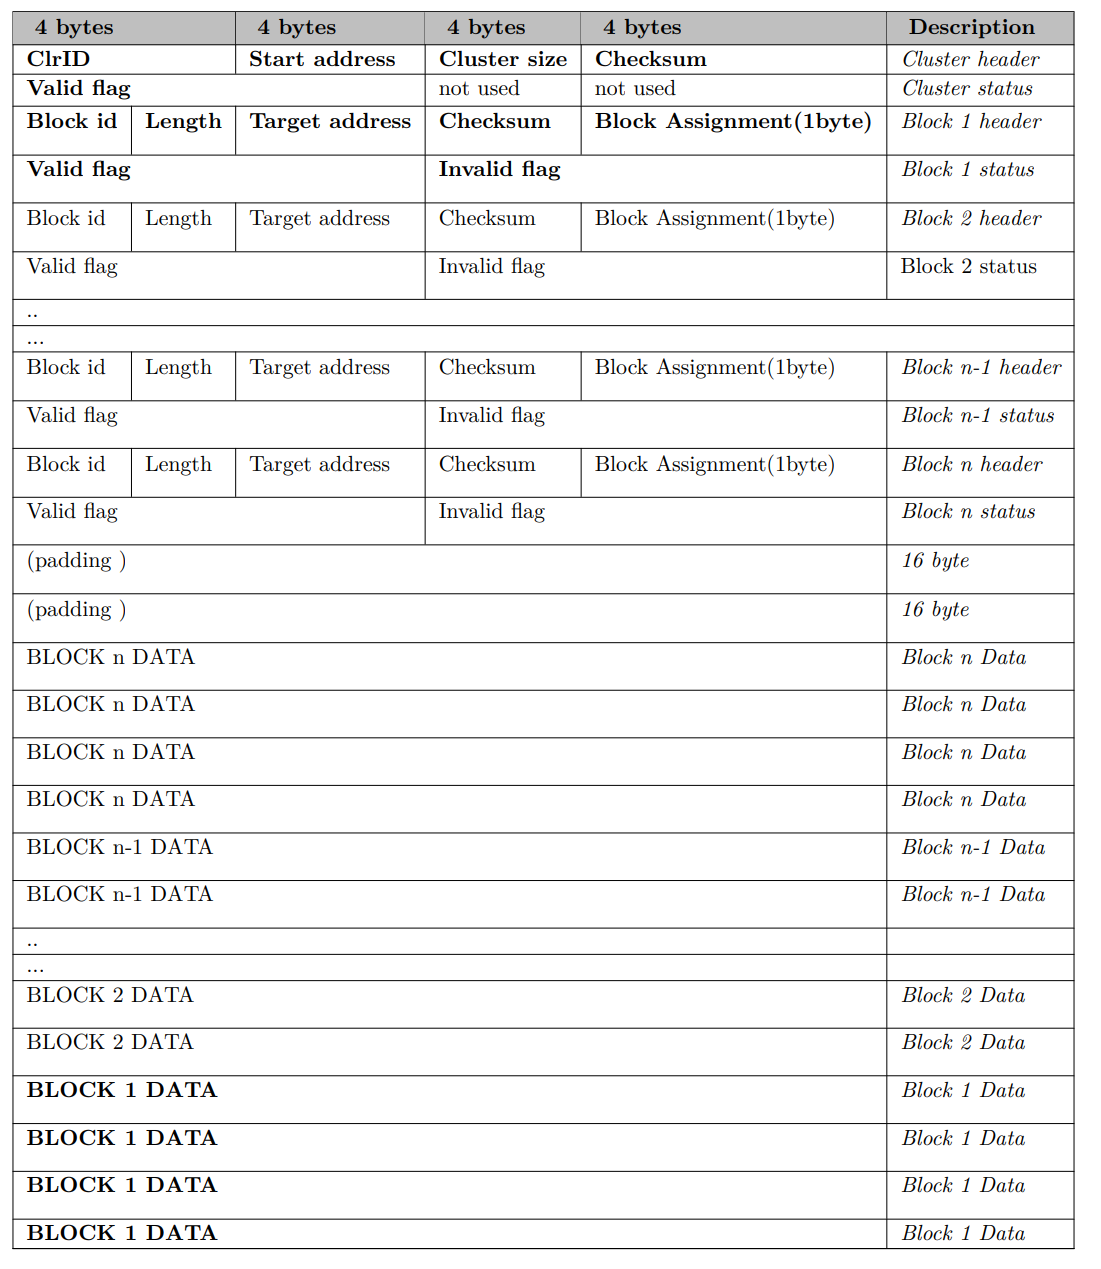 4 bytes 4 bytes 4 bytes 4 bytes Description
ClrID Start address Cluster size Checksum Cluster header
Valid flag not used not used Cluster status
Block id Length Target address Checksum Block Assignment(1byte) Block 1 header
Valid flag Invalid flag Block 1 status
Block id Length Target address Checksum Block Assignment(1byte) Block 2 header
Valid flag Invalid flag Block 2 status
..
...
Block id Length Target address Checksum Block Assignment(1byte) Block n-1 header
Valid flag Invalid flag Block n-1 status
Block id Length Target address Checksum Block Assignment(1byte) Block n header
Valid flag Invalid flag Block n status
(padding ) 16 byte
(padding ) 16 byte
BLOCK n DATA Block n Data
BLOCK n DATA Block n Data
BLOCK n DATA Block n Data
BLOCK n DATA Block n Data
BLOCK n-1 DATA Block n-1 Data
BLOCK n-1 DATA Block n-1 Data
..
...
BLOCK 2 DATA Block 2 Data
BLOCK 2 DATA Block 2 Data
BLOCK 1 DATA Block 1 Data
BLOCK 1 DATA Block 1 Data
BLOCK 1 DATA Block 1 Data
BLOCK 1 DATA Block 1 Data